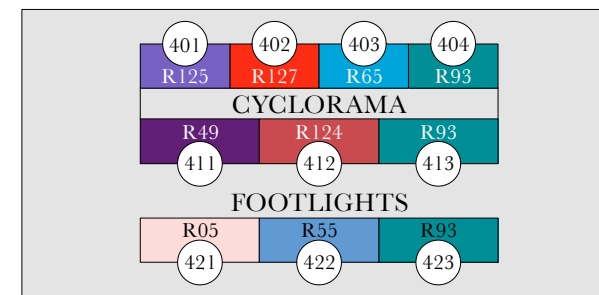 401 402 403 404
R125 R127 R65 R93
CYCLORAMA
R49 R124 R93
411 412 413
FOOTLIGHTS
R05 R55 R93
421 422 423